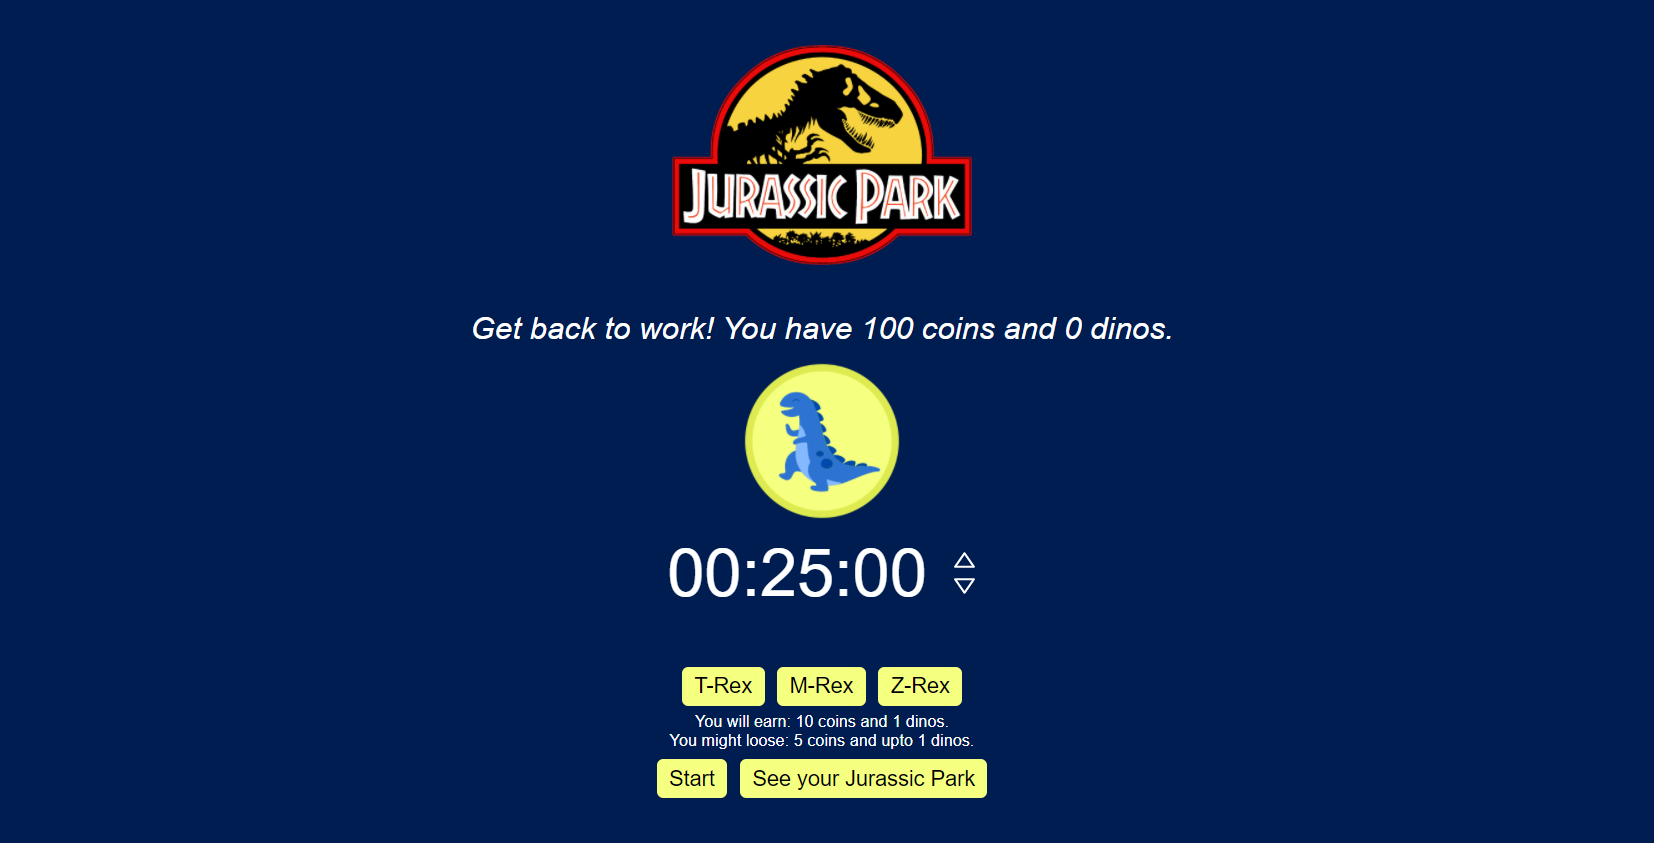 JURASSIC PARK
Get back to work! You have 100 coins and 0 dinos.
00:25:00
T-Rex M-Rex Z-Rex
You will earn: 10 coins and 1 dinos.
You might loose: 5 coins and upto 1 dinos.
Start See your Jurassic Park